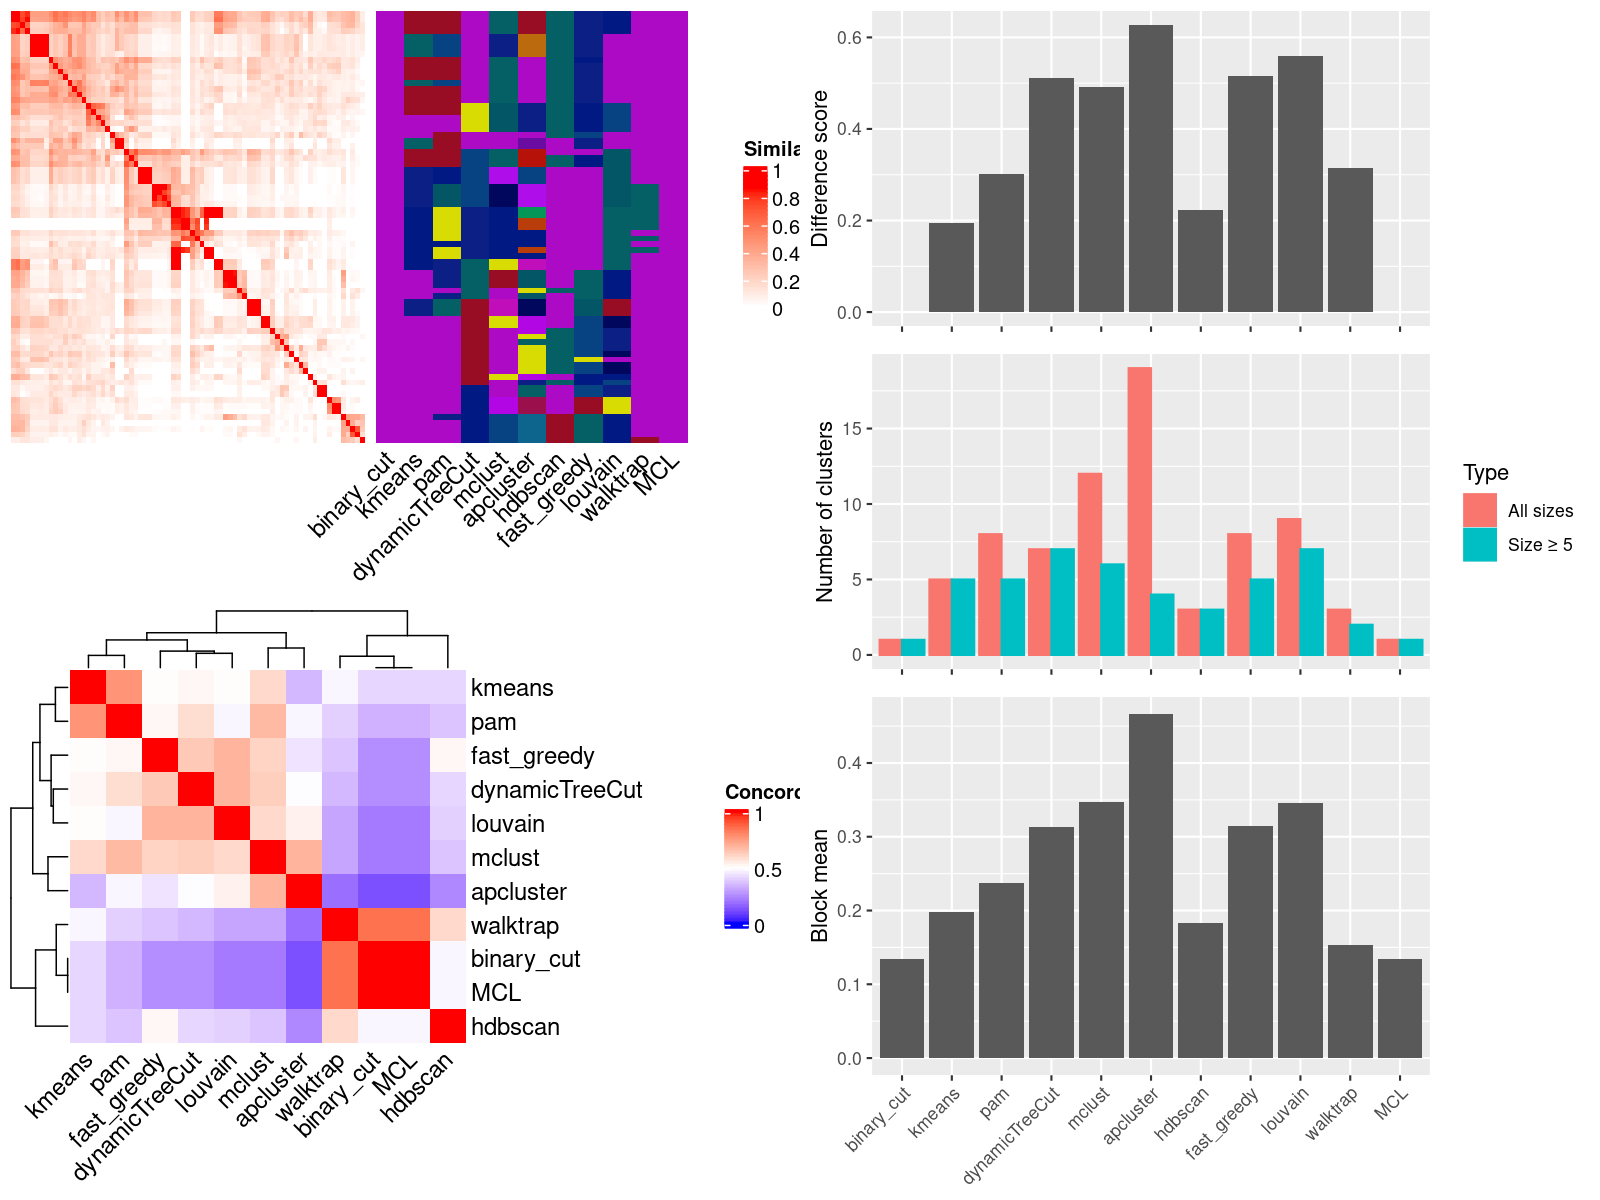 Simila
1
0.8
0.6
0.4
0.2
0
binary_cut
kmeans
pam
dynamicTreeCut
mclust
apcluster
hdbscan
fast_greedy
louvain
walktrap
MCL
Difference score
0.6
0.4
0.2
0.0
Number of clusters
15
10
5
0
Type
All sizes
Size ≥ 5
kmeans
pam
fast_greedy
dynamicTreeCut
louvain
mclust
apcluster
walktrap
binary_cut
MCL
hdbscan
kmeans
pam
fast_greedy
dynamicTreeCut
louvain
mclust
apcluster
walktrap
binary_cut
MCL
hdbscan
Concord
1
0.5
0
Block mean
0.4
0.3
0.2
0.1
0.0
binary_cut
kmeans
pam
dynamicTreeCut
mclust
apcluster
hdbscan
fast_greedy
louvain
walktrap
MCL